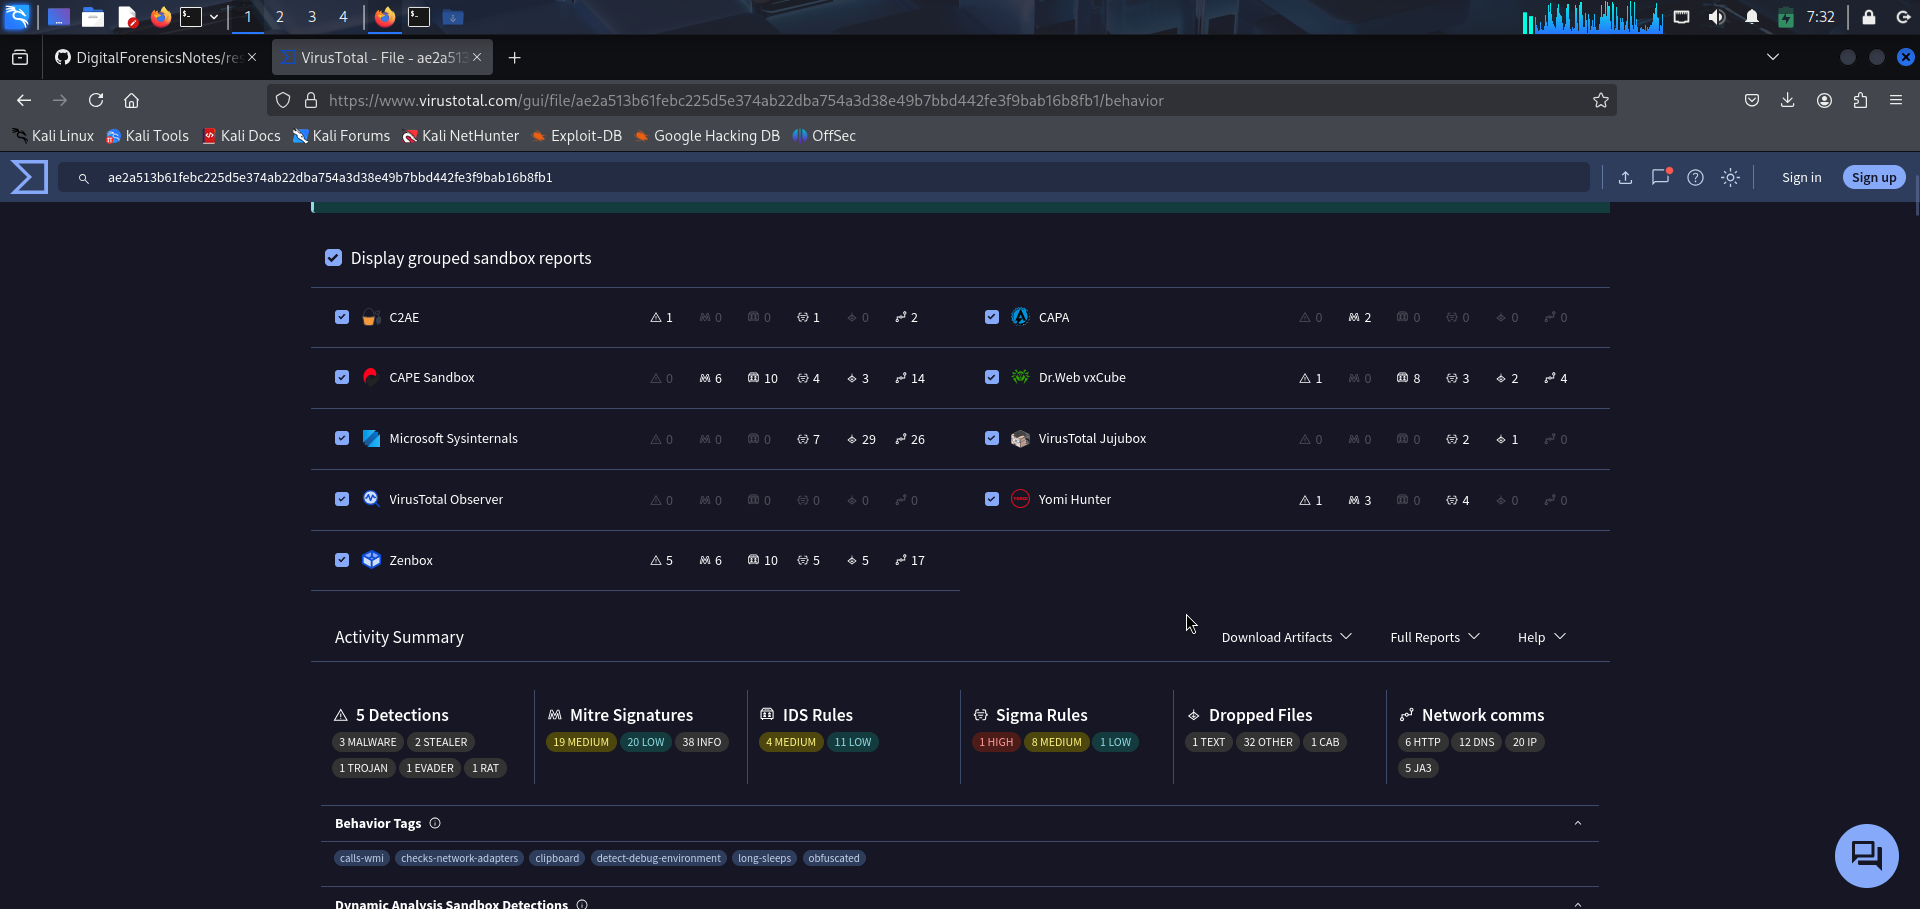 1 2 3 4 7:32
DigitalForensicsNotes/res VirusTotal - File - ae2a513
https://www.virustotal.com/gui/file/ae2a513b61febc225d5e374ab22dba754a3d38e49b7bbd442fe3f9bab16b8fb1/behavior
Kali Linux Kali Tools Kali Docs Kali Forums Kali NetHunter Exploit-DB Google Hacking DB OffSec
ae2a513b61febc225d5e374ab22dba754a3d38e49b7bbd442fe3f9bab16b8fb1 Sign in Sign up
Display grouped sandbox reports
C2AE 1 0 0 1 0 2 CAPA 0 2 0 0 0 0
CAPE Sandbox 0 6 10 4 3 14 Dr.Web vxCube 1 0 8 3 2 4
Microsoft Sysinternals 0 0 0 7 29 26 VirusTotal Jujubox 0 0 0 2 1 0
VirusTotal Observer 0 0 0 0 0 0 Yomi Hunter 1 3 0 4 0 0
Zenbox 5 6 10 5 5 17
Activity Summary Download Artifacts Full Reports Help
5 Detections Mitre Signatures IDS Rules Sigma Rules Dropped Files Network comms
3 MALWARE 2 STEALER 19 MEDIUM 20 LOW 38 INFO 4 MEDIUM 11 LOW 1 HIGH 8 MEDIUM 1 LOW 1 TEXT 32 OTHER 1 CAB 6 HTTP 12 DNS 20 IP
1 TROJAN 1 EVADER 1 RAT 5 JA3
Behavior Tags
calls-wmi checks-network-adapters clipboard detect-debug-environment long-sleeps obfuscated
Dynamic Analysis Sandbox Detections